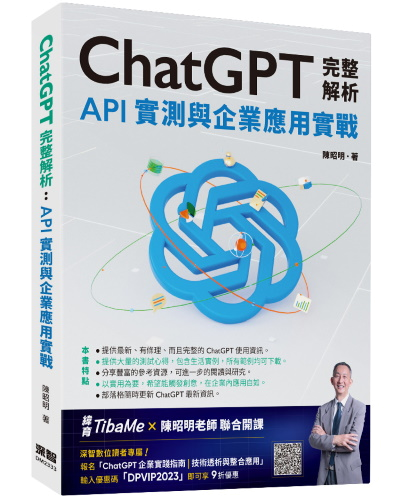 ChatGPT 完整解析
API 實測與企業應用實戰
陳昭明・著
本書特點
●提供最新、有條理、而且完整的 ChatGPT 使用資訊。
●提供大量的測試心得,包含生活實例,所有範例均可下載。
●分享豐富的參考資源,可進一步的閱讀與研究。
●以實用為要,希望能觸發創意,在企業內應用自如。
●部落格隨時更新 ChatGPT 最新資訊。
緯育 TibaMe × 陳昭明老師 聯合開課
深智數位讀者專屬!
報名「ChatGPT 企業實踐指南|技術透析與整合應用」
輸入優惠碼「DPVIP2023」即可享 9折優惠
ChatGPT 完整解析:API 實測與企業應用實戰
陳昭明 著
深智
DM2333